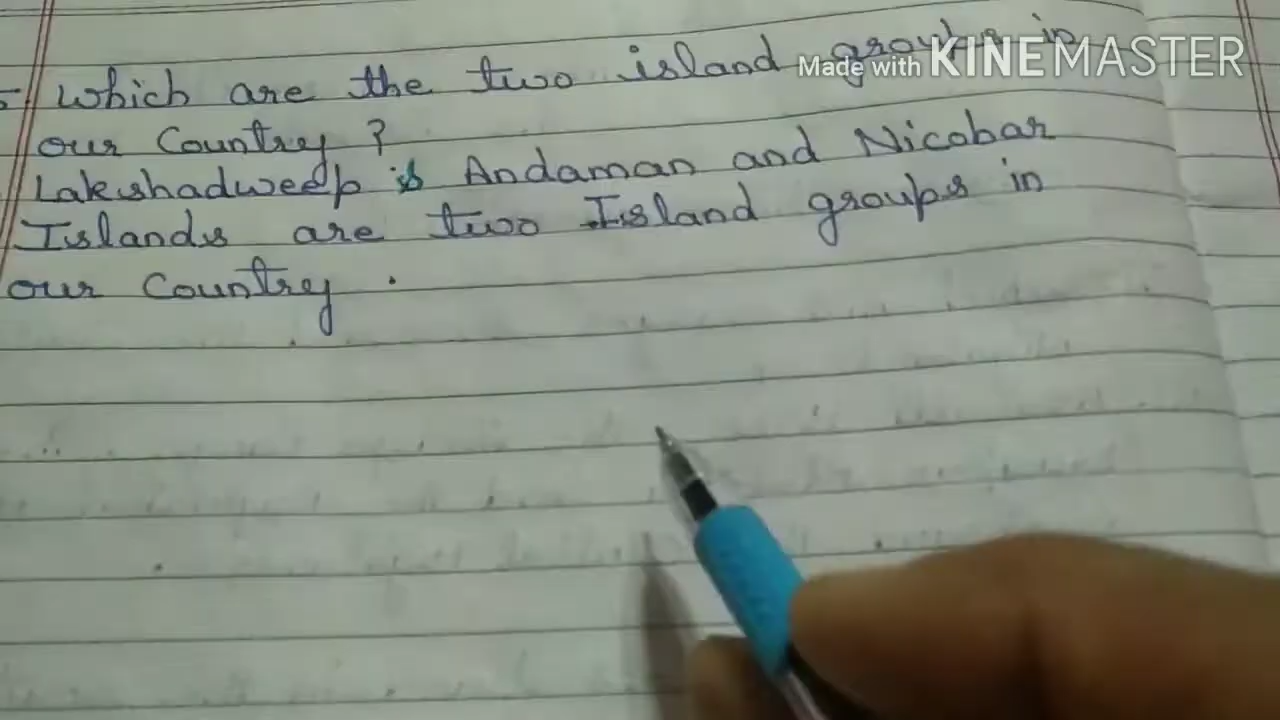 which are the two island groups in
our Country ?
Lakshadweep is Andaman and Nicobar
Islands are two Island groups in
our Country .
Made with KINEMASTER